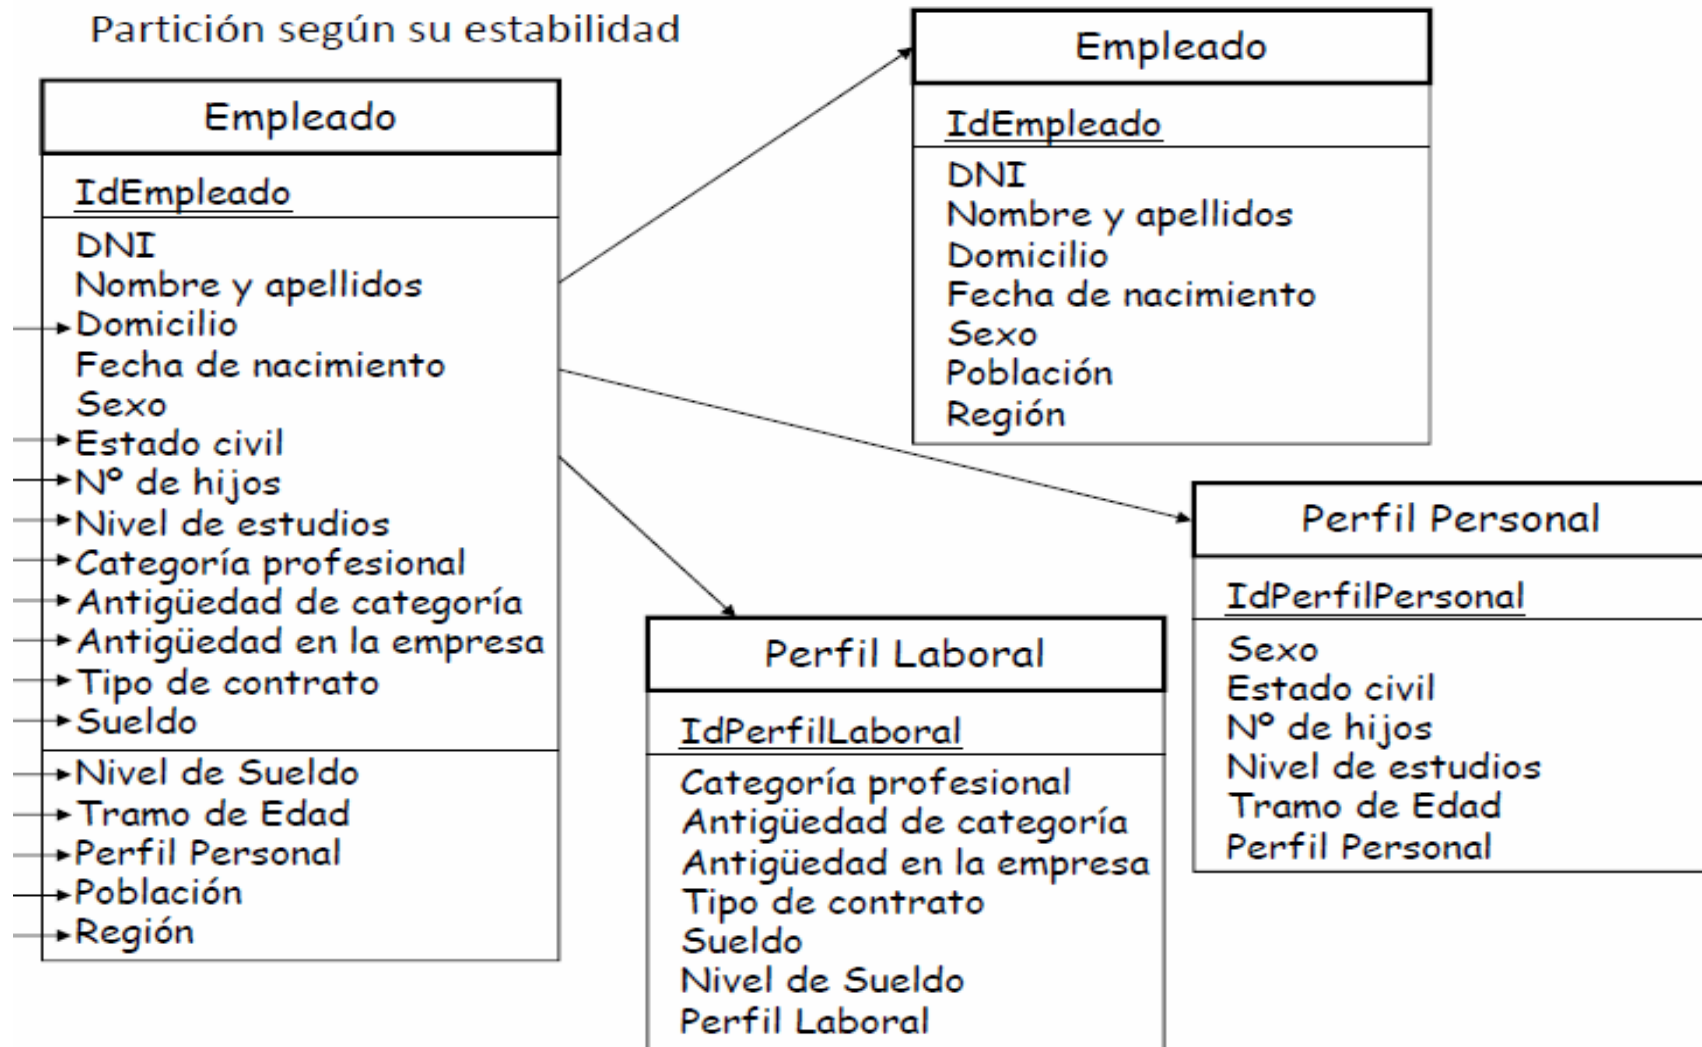 Partición según su estabilidad
Empleado
IdEmpleado
DNI
Nombre y apellidos
Domicilio
Fecha de nacimiento
Sexo
Estado civil
Nº de hijos
Nivel de estudios
Categoría profesional
Antigüedad de categoría
Antigüedad en la empresa
Tipo de contrato
Sueldo
Nivel de Sueldo
Tramo de Edad
Perfil Personal
Población
Región
Empleado
IdEmpleado
DNI
Nombre y apellidos
Domicilio
Fecha de nacimiento
Sexo
Población
Región
Perfil Laboral
IdPerfilLaboral
Categoría profesional
Antigüedad de categoría
Antigüedad en la empresa
Tipo de contrato
Sueldo
Nivel de Sueldo
Perfil Laboral
Perfil Personal
IdPerfilPersonal
Sexo
Estado civil
Nº de hijos
Nivel de estudios
Tramo de Edad
Perfil Personal